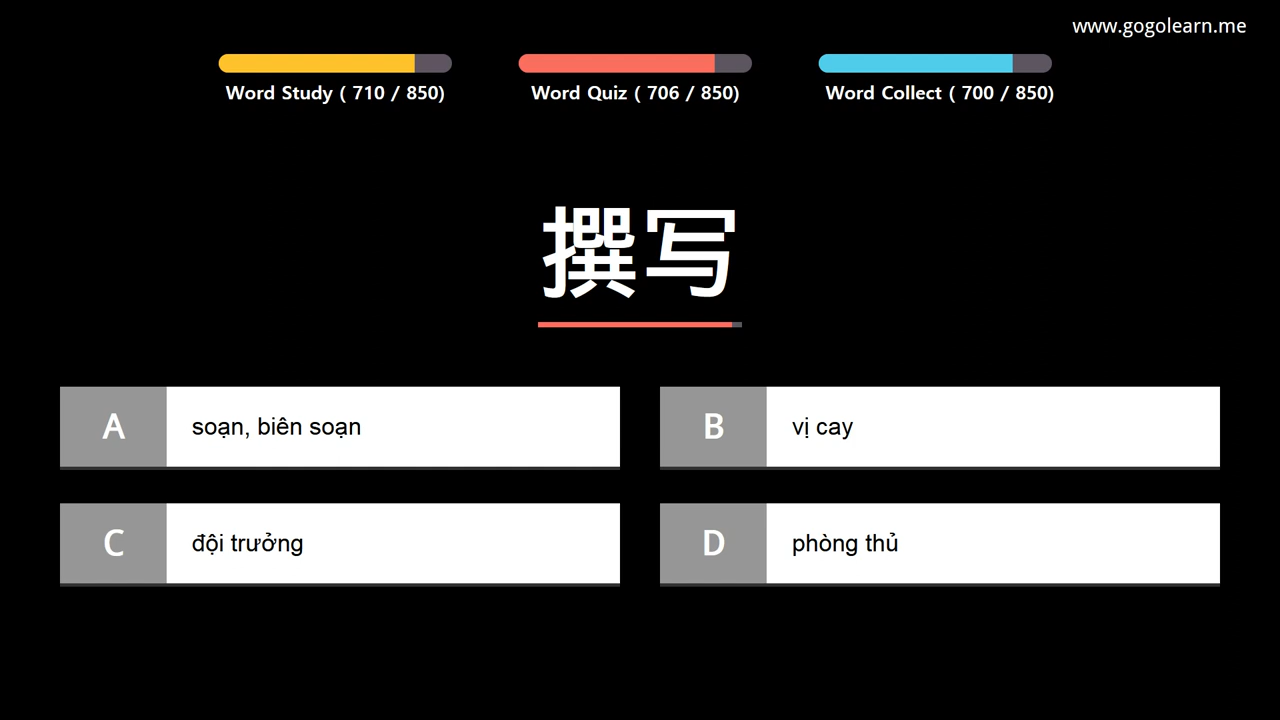 www.gogolearn.me
Word Study ( 710 / 850)
Word Quiz ( 706 / 850)
Word Collect ( 700 / 850)
撰写
A soạn, biên soạn
B vị cay
C đội trưởng
D phòng thủ